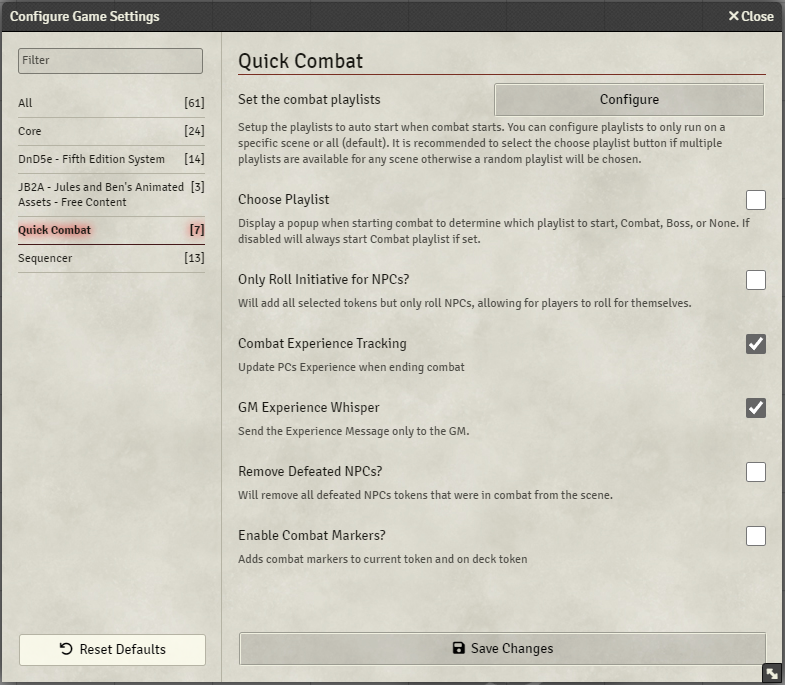 Configure Game Settings
Close
Filter
All [61]
Core [24]
DnD5e - Fifth Edition System [14]
JB2A - Jules and Ben's Animated [3]
Assets - Free Content
Quick Combat [7]
Sequencer [13]
Reset Defaults
Quick Combat
Set the combat playlists
Configure
Setup the playlists to auto start when combat starts. You can configure playlists to only run on a
specific scene or all (default). It is recommended to select the choose playlist button if multiple
playlists are available for any scene otherwise a random playlist will be chosen.
Choose Playlist
Display a popup when starting combat to determine which playlist to start, Combat, Boss, or None. If
disabled will always start Combat playlist if set.
Only Roll Initiative for NPCs?
Will add all selected tokens but only roll NPCs, allowing for players to roll for themselves.
Combat Experience Tracking
Update PCs Experience when ending combat
GM Experience Whisper
Send the Experience Message only to the GM.
Remove Defeated NPCs?
Will remove all defeated NPCs tokens that were in combat from the scene.
Enable Combat Markers?
Adds combat markers to current token and on deck token
Save Changes